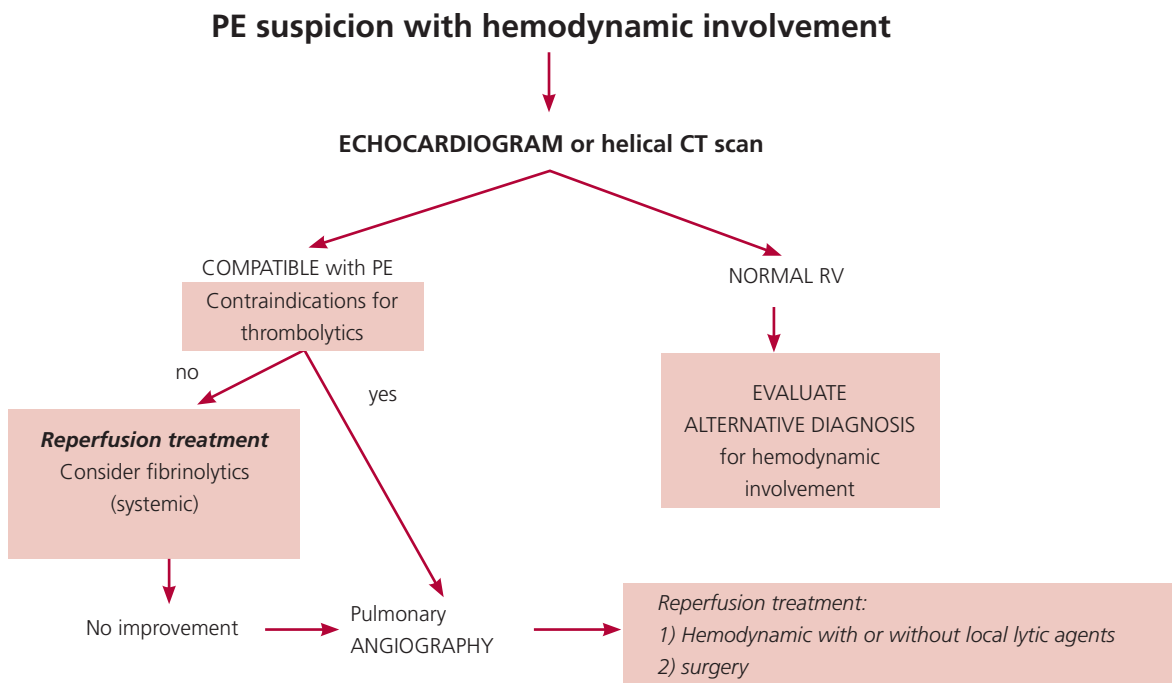 PE suspicion with hemodynamic involvement
ECHOCARDIOGRAM or helical CT scan
COMPATIBLE with PE
Contraindications for
thrombolytics
NORMAL RV
no
yes
EVALUATE
ALTERNATIVE DIAGNOSIS
for hemodynamic
involvement
Reperfusion treatment
Consider fibrinolytics
(systemic)
No improvement
Pulmonary
ANGIOGRAPHY
Reperfusion treatment:
1) Hemodynamic with or without local lytic agents
2) surgery